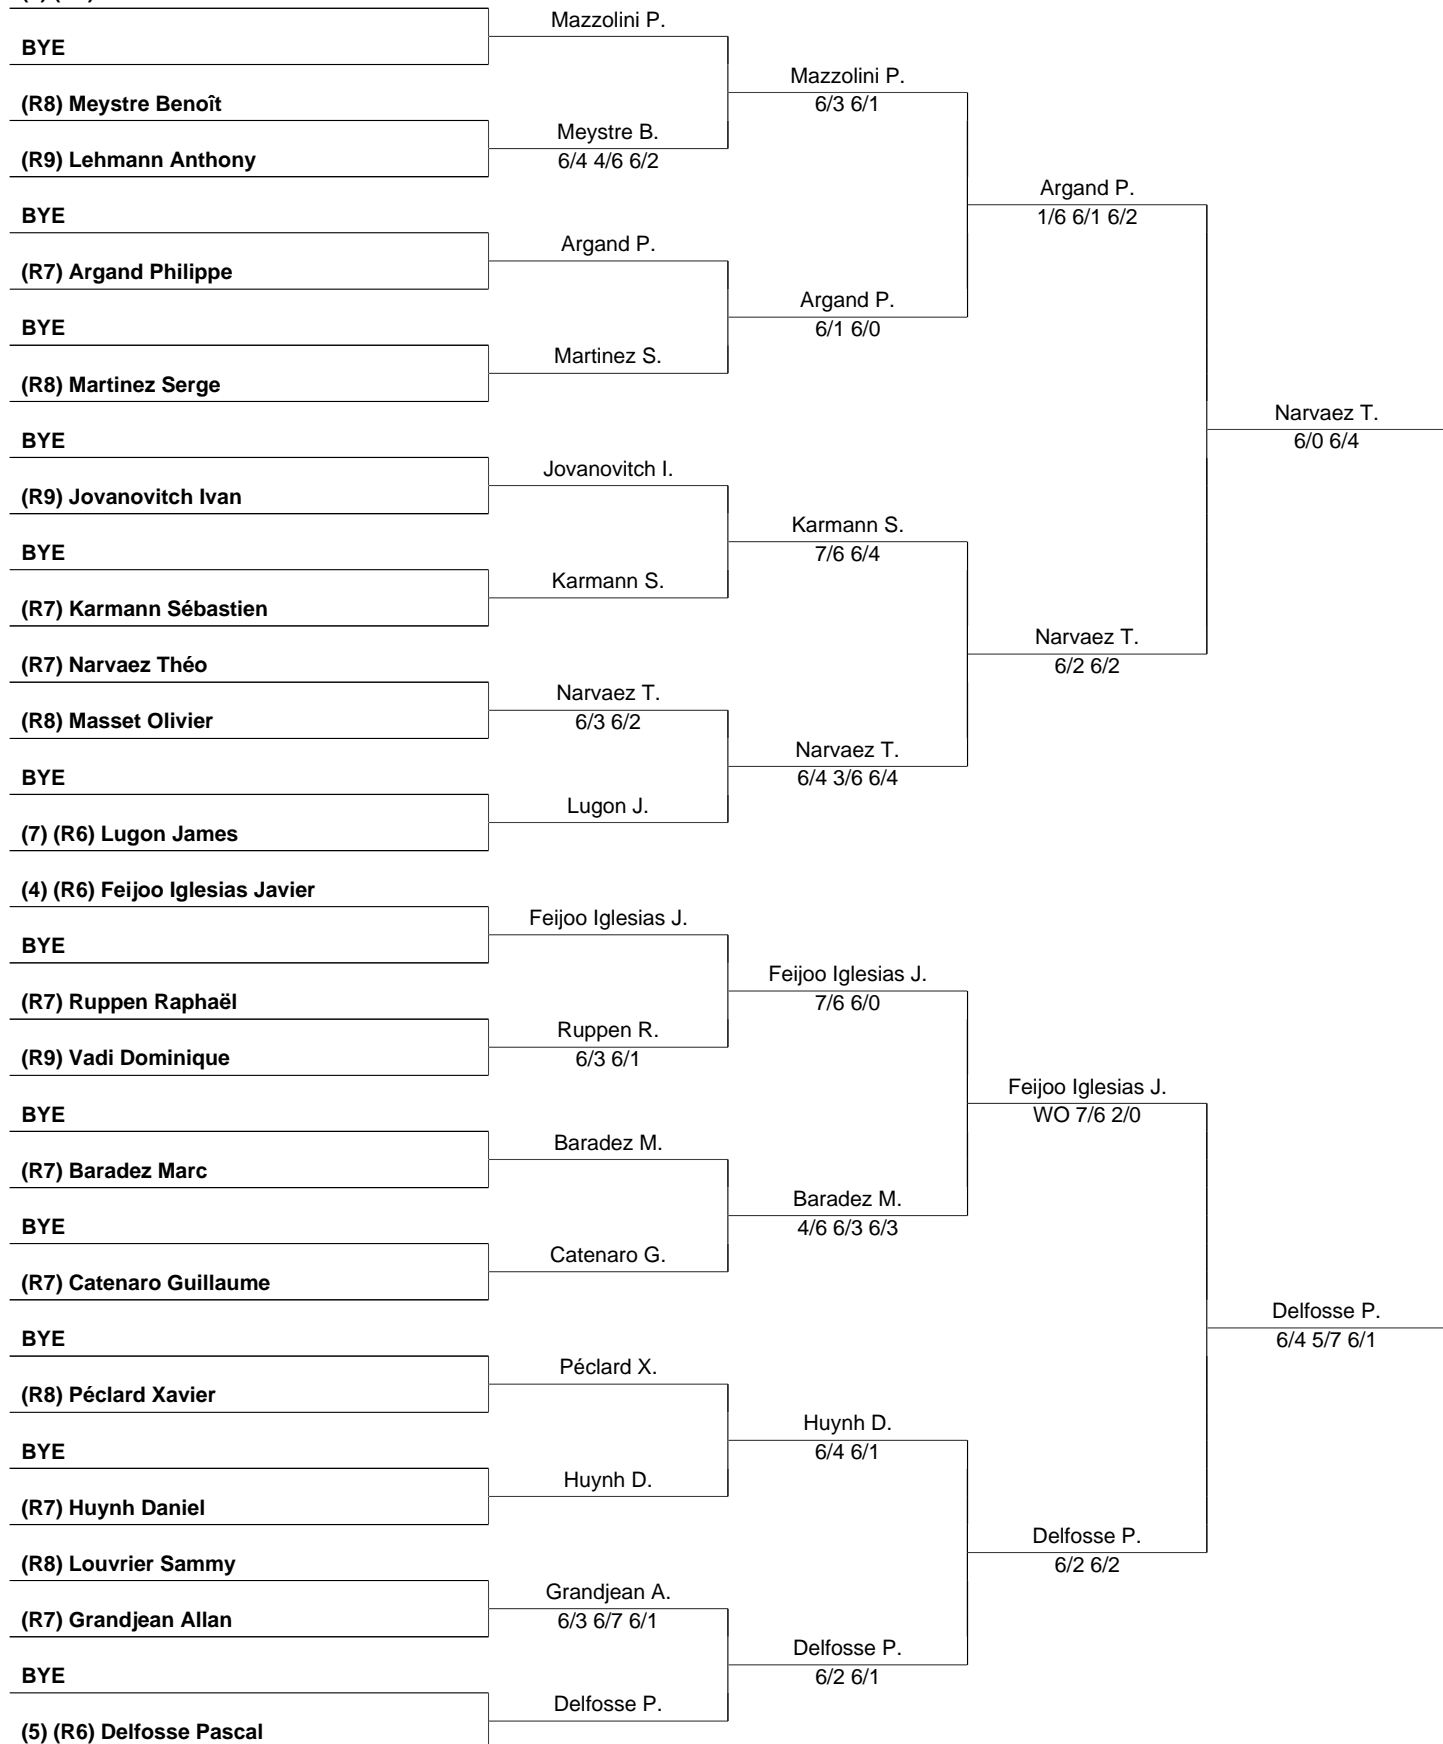 BYE
(R8) Meystre Benoît
(R9) Lehmann Anthony
BYE
(R7) Argand Philippe
BYE
(R8) Martinez Serge
BYE
(R9) Jovanovitch Ivan
BYE
(R7) Karmann Sébastien
(R7) Narvaez Théo
(R8) Masset Olivier
BYE
(7) (R6) Lugon James
(4) (R6) Feijoo Iglesias Javier
BYE
(R7) Ruppen Raphaël
(R9) Vadi Dominique
BYE
(R7) Baradez Marc
BYE
(R7) Catenaro Guillaume
BYE
(R8) Péclard Xavier
BYE
(R7) Huynh Daniel
(R8) Louvrier Sammy
(R7) Grandjean Allan
BYE
(5) (R6) Delfosse Pascal
Mazzolini P.
Meystre B.
6/4 4/6 6/2
Argand P.
Martinez S.
Jovanovitch I.
Karmann S.
Narvaez T.
6/3 6/2
Lugon J.
Feijoo Iglesias J.
Ruppen R.
6/3 6/1
Baradez M.
Catenaro G.
Péclard X.
Huynh D.
Grandjean A.
6/3 6/7 6/1
Delfosse P.
Mazzolini P.
6/3 6/1
Argand P.
6/1 6/0
Karmann S.
7/6 6/4
Narvaez T.
6/4 3/6 6/4
Feijoo Iglesias J.
7/6 6/0
Baradez M.
4/6 6/3 6/3
Huynh D.
6/4 6/1
Delfosse P.
6/2 6/1
Argand P.
1/6 6/1 6/2
Narvaez T.
6/2 6/2
Feijoo Iglesias J.
WO 7/6 2/0
Delfosse P.
6/2 6/2
Narvaez T.
6/0 6/4
Delfosse P.
6/4 5/7 6/1